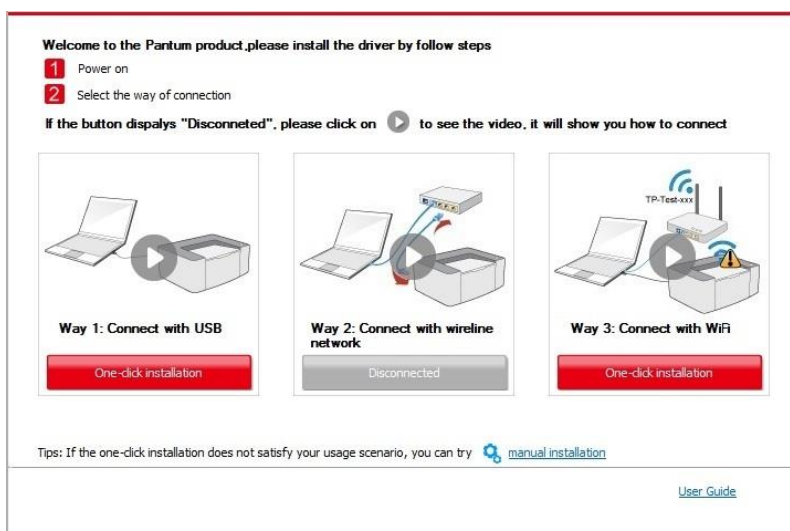 Welcome to the Pantum product,please install the driver by follow steps
1 Power on
2 Select the way of connection
If the button dispalys "Disconneted", please click on to see the video, it will show you how to connect
TP-Test-xxx
Way 1: Connect with USB
Way 2: Connect with wireline
network
Way 3: Connect with WiFi
One-click installation
Disconnected
One-click installation
Tips: If the one-click installation does not satisfy your usage scenario, you can try manual installation
User Guide